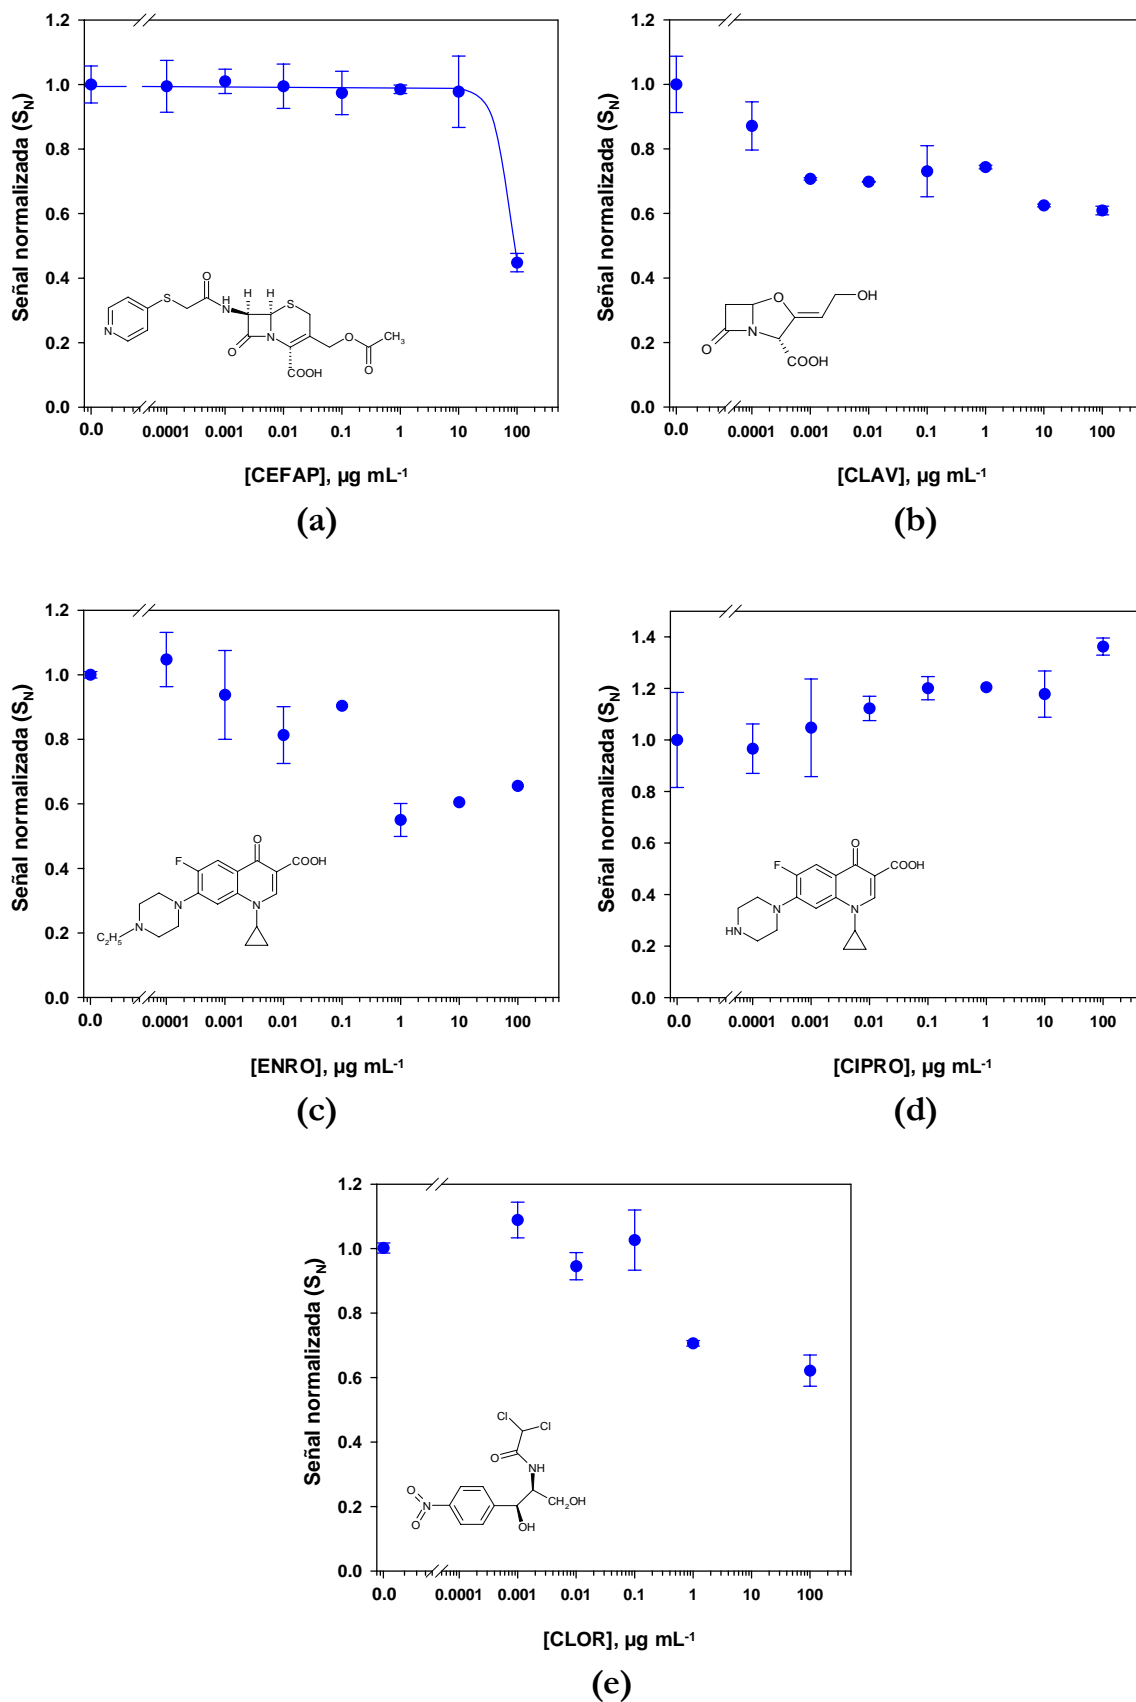 1.2
1.0
0.8
0.6
0.4
0.2
0.0
Señal normalizada (S_N)
O
S
N
N
H
H
H
S
N
O
O
CH3
O
COOH
0.0 0.0001 0.001 0.01 0.1 1 10 100
[CEFAP], µg mL-1
(a)
1.2
1.0
0.8
0.6
0.4
0.2
0.0
Señal normalizada (S_N)
O
OH
N
O
COOH
0.0 0.0001 0.001 0.01 0.1 1 10 100
[CLAV], µg mL-1
(b)
1.2
1.0
0.8
0.6
0.4
0.2
0.0
Señal normalizada (S_N)
O
F
COOH
N
N
N
C2H5
0.0 0.0001 0.001 0.01 0.1 1 10 100
[ENRO], µg mL-1
(c)
1.4
1.2
1.0
0.8
0.6
0.4
0.2
0.0
Señal normalizada (S_N)
O
F
COOH
N
N
HN
0.0 0.0001 0.001 0.01 0.1 1 10 100
[CIPRO], µg mL-1
(d)
1.2
1.0
0.8
0.6
0.4
0.2
0.0
Señal normalizada (S_N)
Cl
Cl
O
NH
O
N
O
CH2OH
OH
0.0 0.0001 0.001 0.01 0.1 1 10 100
[CLOR], µg mL-1
(e)